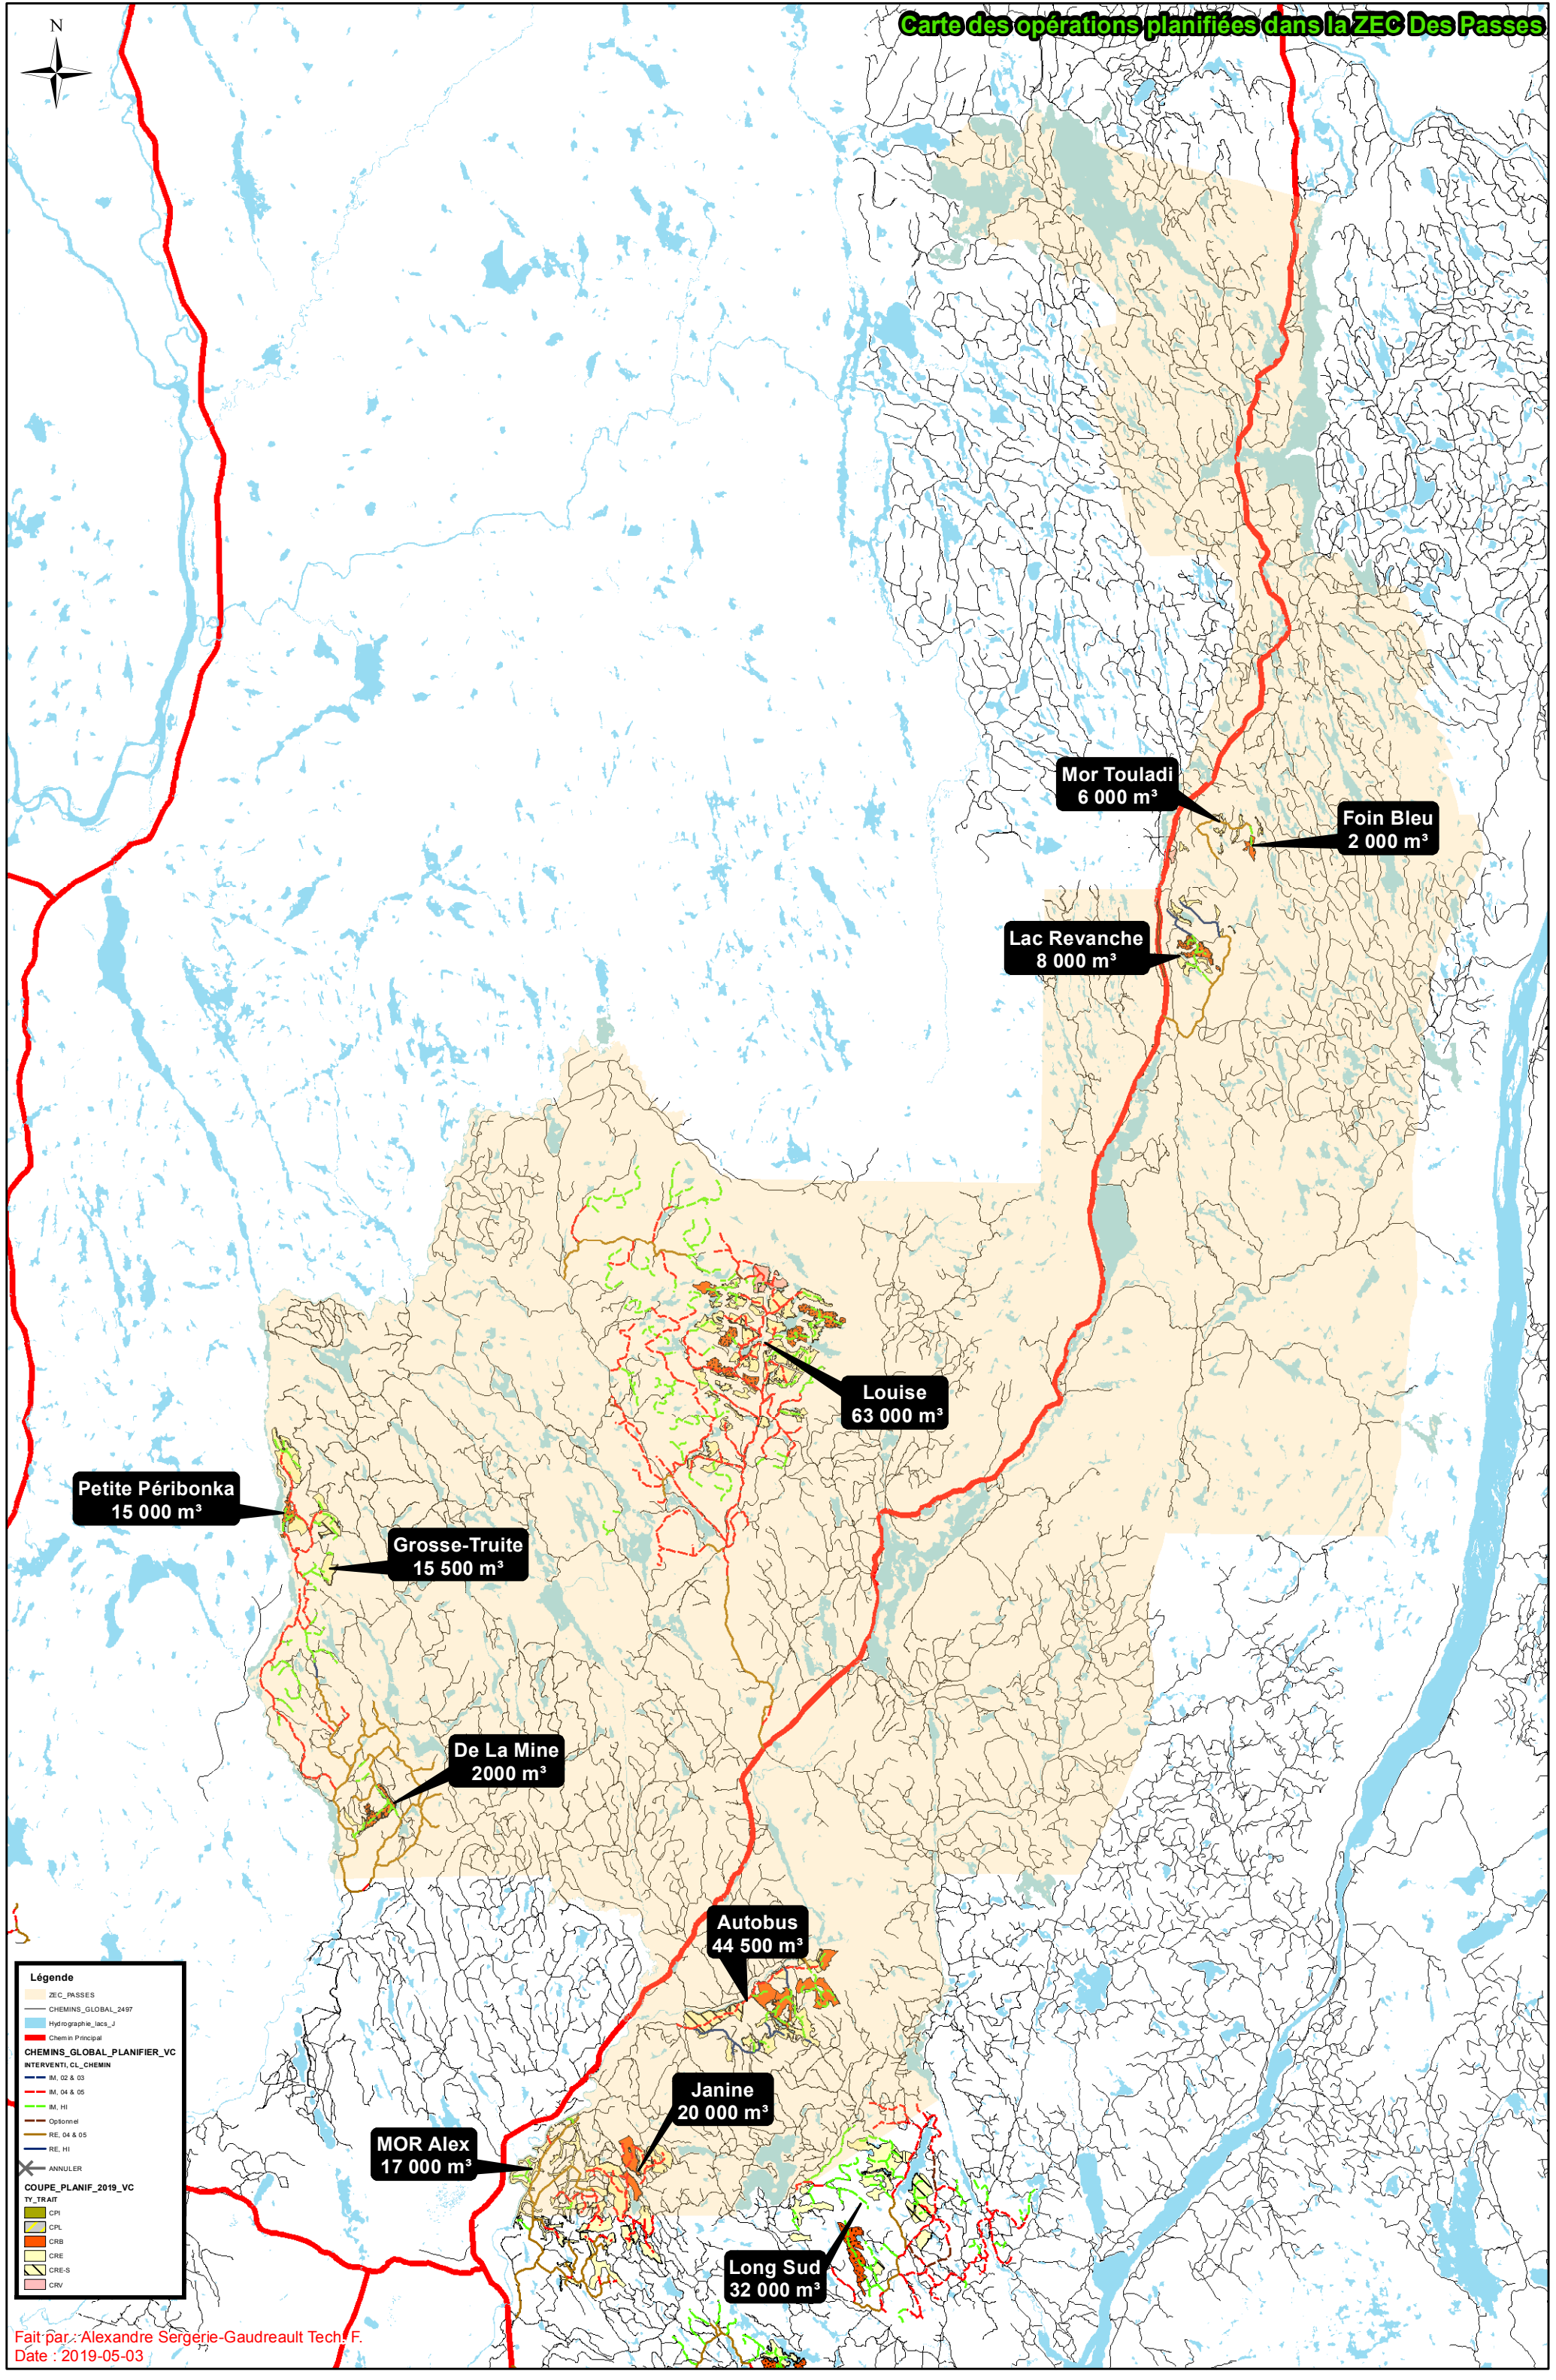 Carte des opérations planifiées dans la ZEC Des Passes
N
Mor Touladi
6 000 m³
Foin Bleu
2 000 m³
Lac Revanche
8 000 m³
Louise
63 000 m³
Petite Péribonka
15 000 m³
Grosse-Truite
15 500 m³
De La Mine
2000 m³
Autobus
44 500 m³
Janine
20 000 m³
MOR Alex
17 000 m³
Long Sud
32 000 m³
Légende
ZEC_PASSES
CHEMINS_GLOBAL_2497
Hydrographie_lacs_J
Chemin Principal
CHEMINS_GLOBAL_PLANIFIER_VC
INTERVENTI, CL_CHEMIN
IM, 02 & 03
IM, 04 & 05
IM, HI
Optionnel
RE, 04 & 05
RE, HI
ANNULER
COUPE_PLANIF_2019_VC
TY_TRAIT
CPI
CPL
CRB
CRE
CRE-S
CRV
Fait par : Alexandre Sergerie-Gaudreault Tech. F.
Date : 2019-05-03